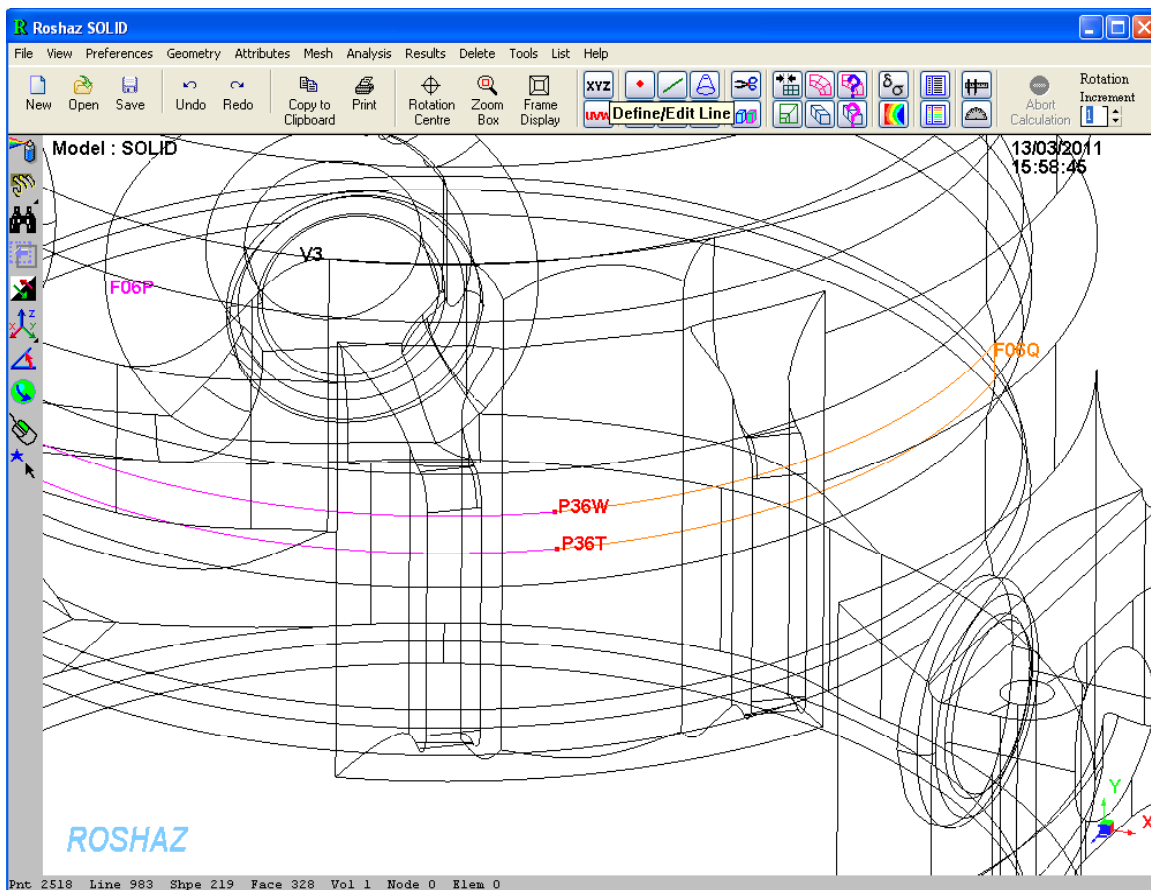 Roshaz SOLID
File View Preferences Geometry Attributes Mesh Analysis Results Delete Tools List Help
New Open Save Undo Redo Copy to Clipboard Print Rotation Centre Zoom Box Frame Display XYZ Abort Calculation Rotation Increment 1
UVW Define/Edit Line
δσ
Model : SOLID
13/03/2011
15:58:45
V3
F06P
Z
X Y
F06Q
P36W
P36T
Y
X
ROSHAZ
Pnt 2518 Line 983 Shpe 219 Face 328 Vol 1 Node 0 Elem 0